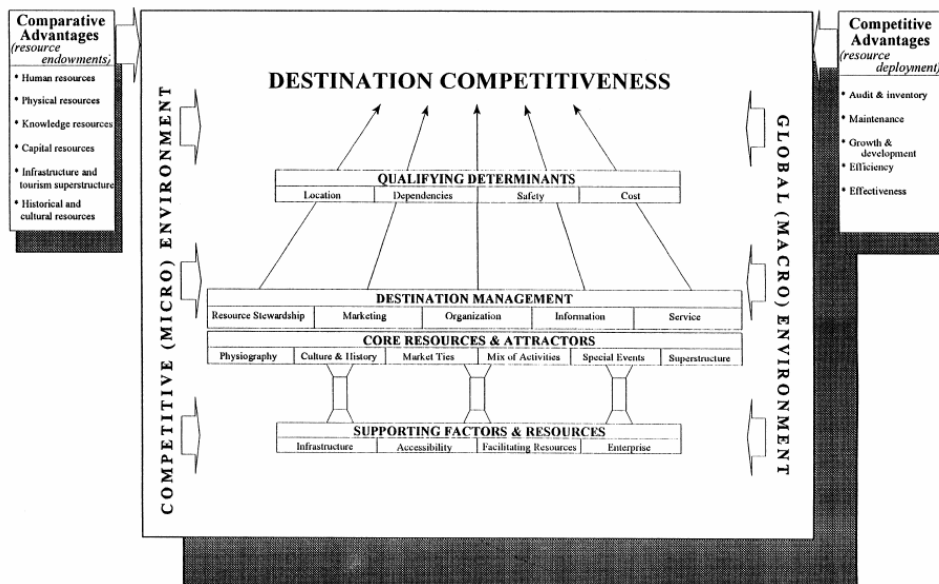 Comparative
Advantages
(resource
endowments)
• Human resources
• Physical resources
• Knowledge resources
• Capital resources
• Infrastructure and
tourism superstructure
• Historical and
cultural resources
COMPETITIVE (MICRO) ENVIRONMENT
DESTINATION COMPETITIVENESS
QUALIFYING DETERMINANTS
Location Dependencies Safety Cost
DESTINATION MANAGEMENT
Resource Stewardship Marketing Organization Information Service
CORE RESOURCES & ATTRACTORS
Physiography Culture & History Market Ties Mix of Activities Special Events Superstructure
SUPPORTING FACTORS & RESOURCES
Infrastructure Accessibility Facilitating Resources Enterprise
GLOBAL (MACRO) ENVIRONMENT
Competitive
Advantages
(resource
deployment)
• Audit & inventory
• Maintenance
• Growth &
development
• Efficiency
• Effectiveness